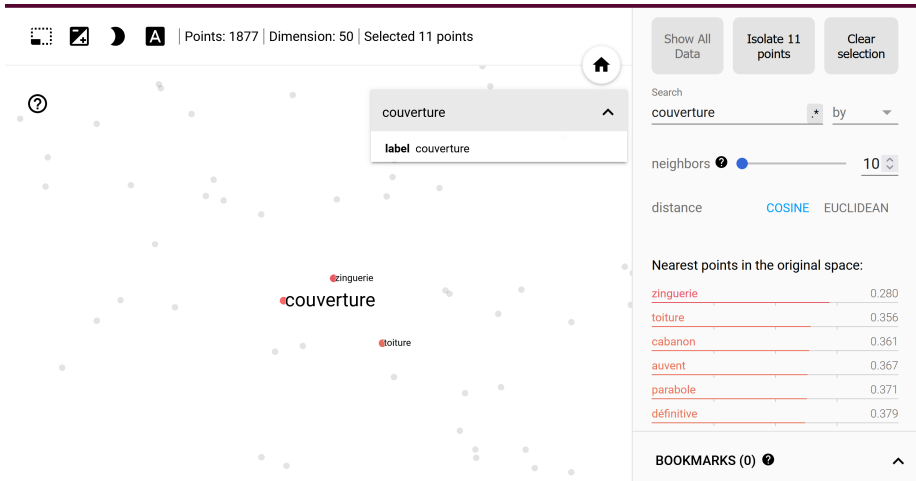 A
Points: 1877 | Dimension: 50 | Selected 11 points
Show All Data
Isolate 11 points
Clear selection
Search
couverture
.*
by
couverture
label couverture
neighbors
10
distance
COSINE
EUCLIDEAN
Nearest points in the original space:
zinguerie 0.280
toiture 0.356
cabanon 0.361
auvent 0.367
parabole 0.371
définitive 0.379
zinguerie
couverture
toiture
BOOKMARKS (0)